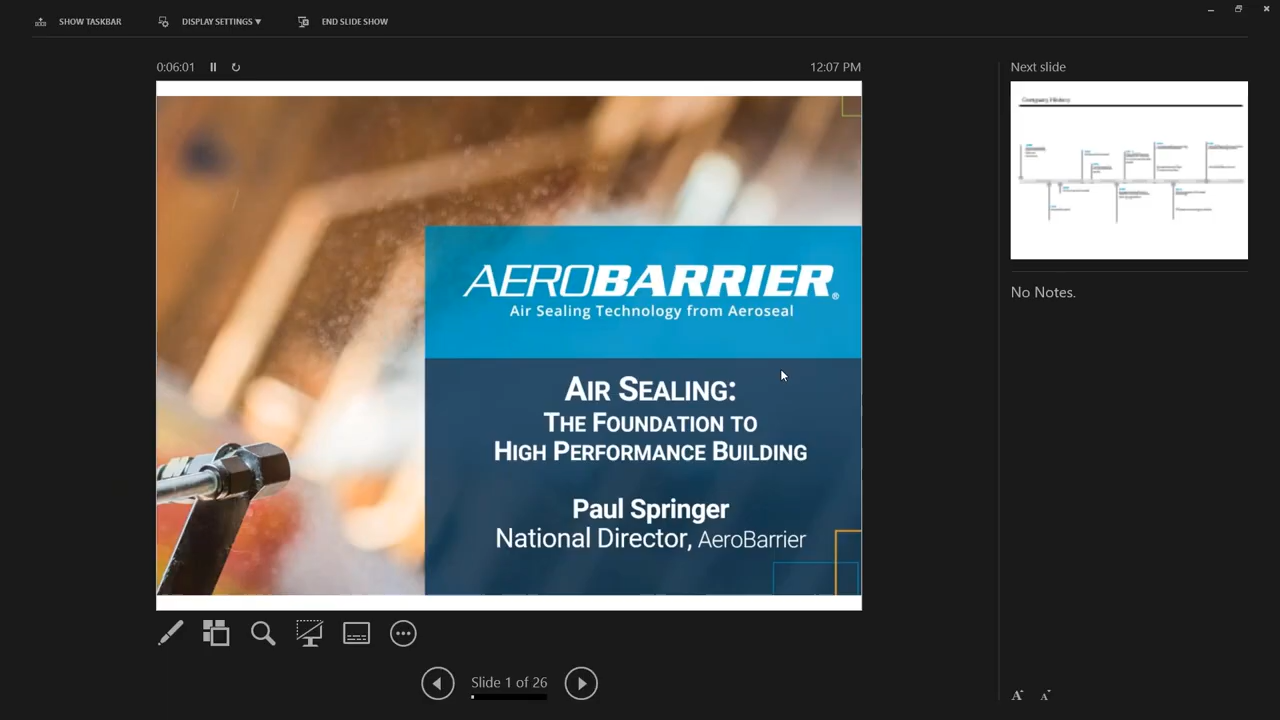 SHOW TASKBAR
DISPLAY SETTINGS ▼
END SLIDE SHOW
0:06:01
12:07 PM
Next slide
Company History
AEROBARRIER®
Air Sealing Technology from Aeroseal
AIR SEALING:
THE FOUNDATION TO
HIGH PERFORMANCE BUILDING
Paul Springer
National Director, AeroBarrier
No Notes.
Slide 1 of 26
A
A